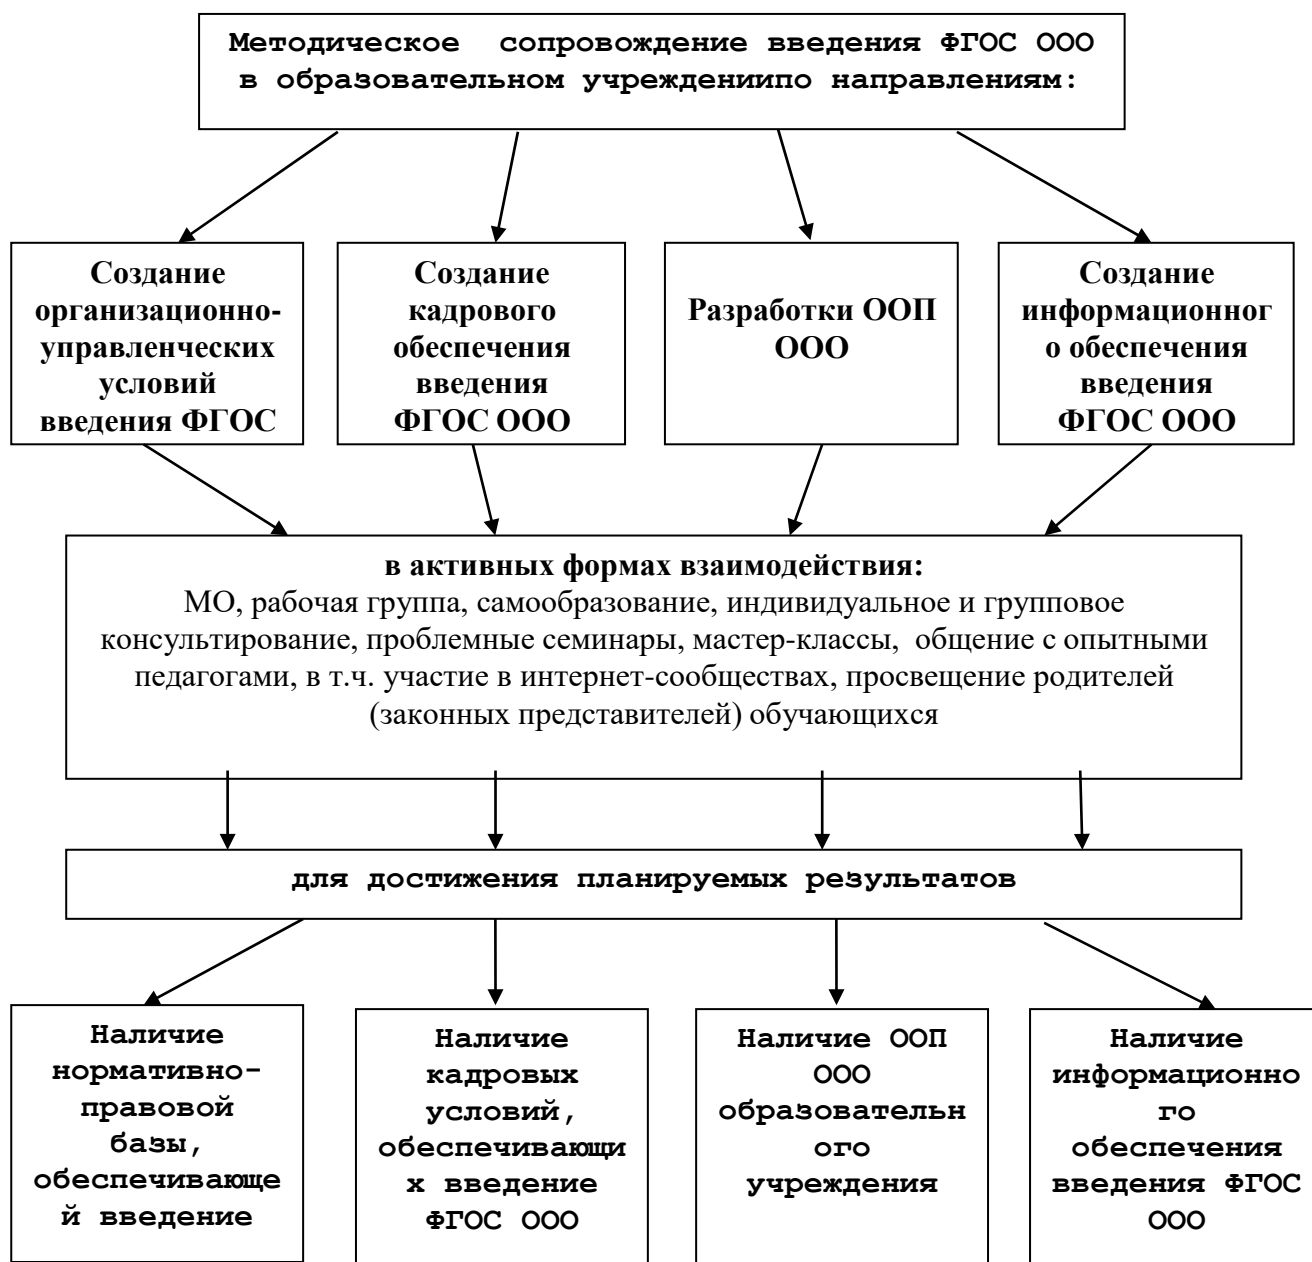 Методическое сопровождение введения ФГОС ООО
в образовательном учреждениипо направлениям:
Создание
организационно-
управленческих
условий
введения ФГОС
Создание
кадрового
обеспечения
введения
ФГОС ООО
Разработки ООП
ООО
Создание
информационног
о обеспечения
введения
ФГОС ООО
в активных формах взаимодействия:
МО, рабочая группа, самообразование, индивидуальное и групповое
консультирование, проблемные семинары, мастер-классы, общение с опытными
педагогами, в т.ч. участие в интернет-сообществах, просвещение родителей
(законных представителей) обучающихся
для достижения планируемых результатов
Наличие
нормативно-
правовой
базы,
обеспечивающе
й введение
Наличие
кадровых
условий,
обеспечивающи
х введение
ФГОС ООО
Наличие ООП
ООО
образовательн
ого
учреждения
Наличие
информационно
го
обеспечения
введения ФГОС
ООО